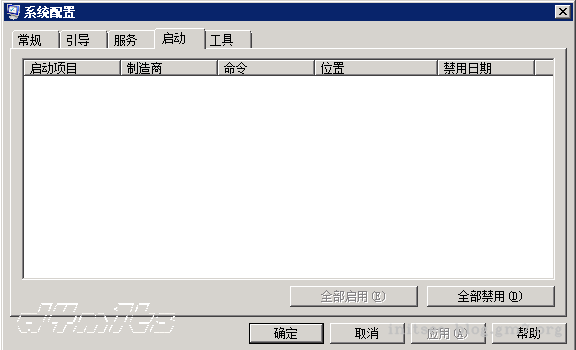 系统配置
常规 引导 服务 启动 工具
启动项目 制造商 命令 位置 禁用日期
全部启用(E) 全部禁用(D)
确定 取消 应用(A) 帮助